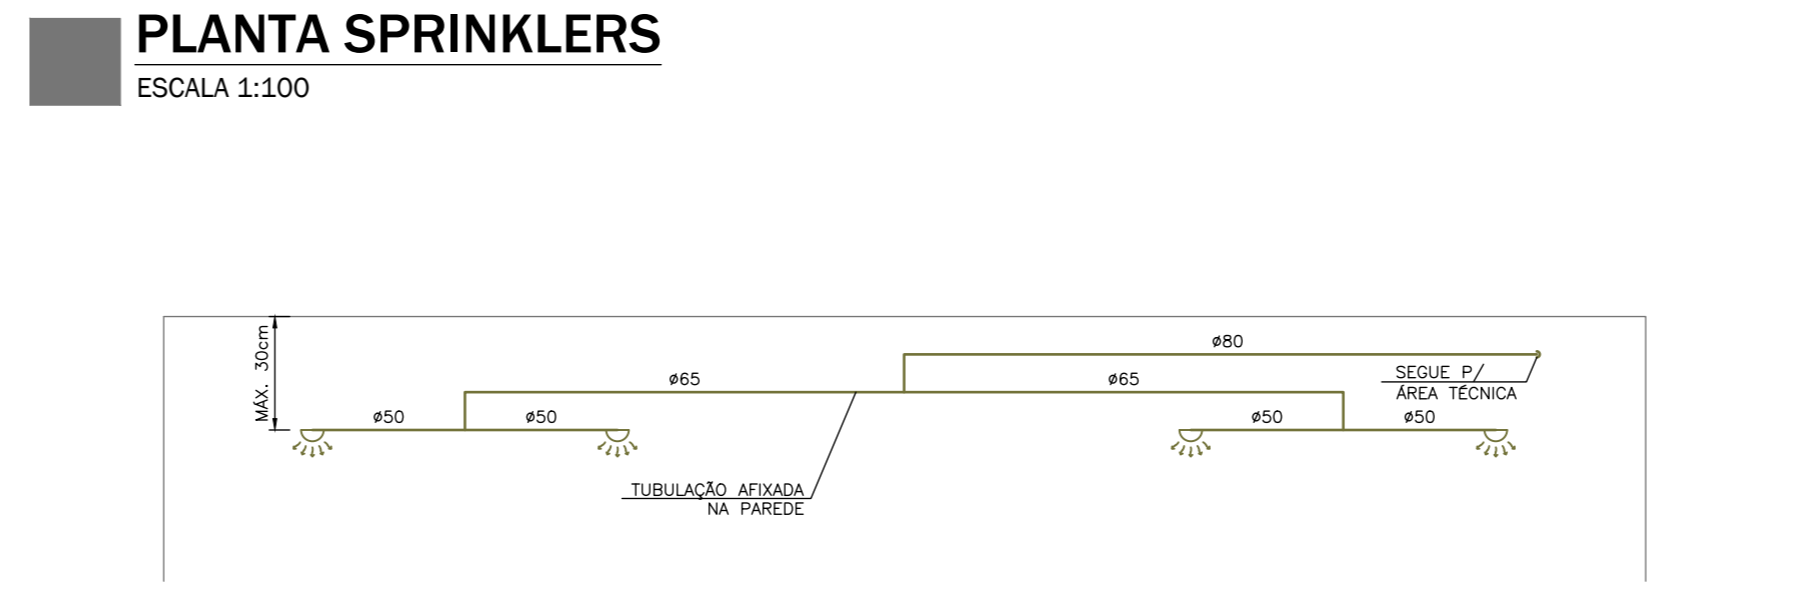 PLANTA SPRINKLERS
ESCALA 1:100
MÁX. 30cm
ø80
ø65
ø65
SEGUE P/
ÁREA TÉCNICA
ø50
ø50
ø50
ø50
TUBULAÇÃO AFIXADA
NA PAREDE